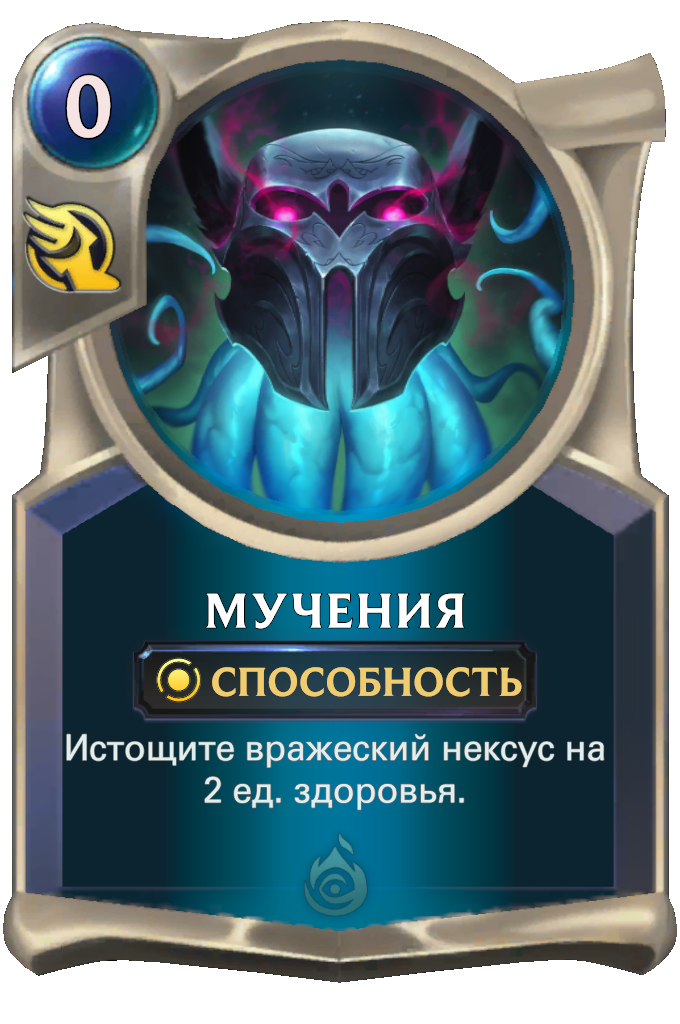 0
МУЧЕНИЯ
СПОСОБНОСТЬ
Истощите вражеский нексус на
2 ед. здоровья.